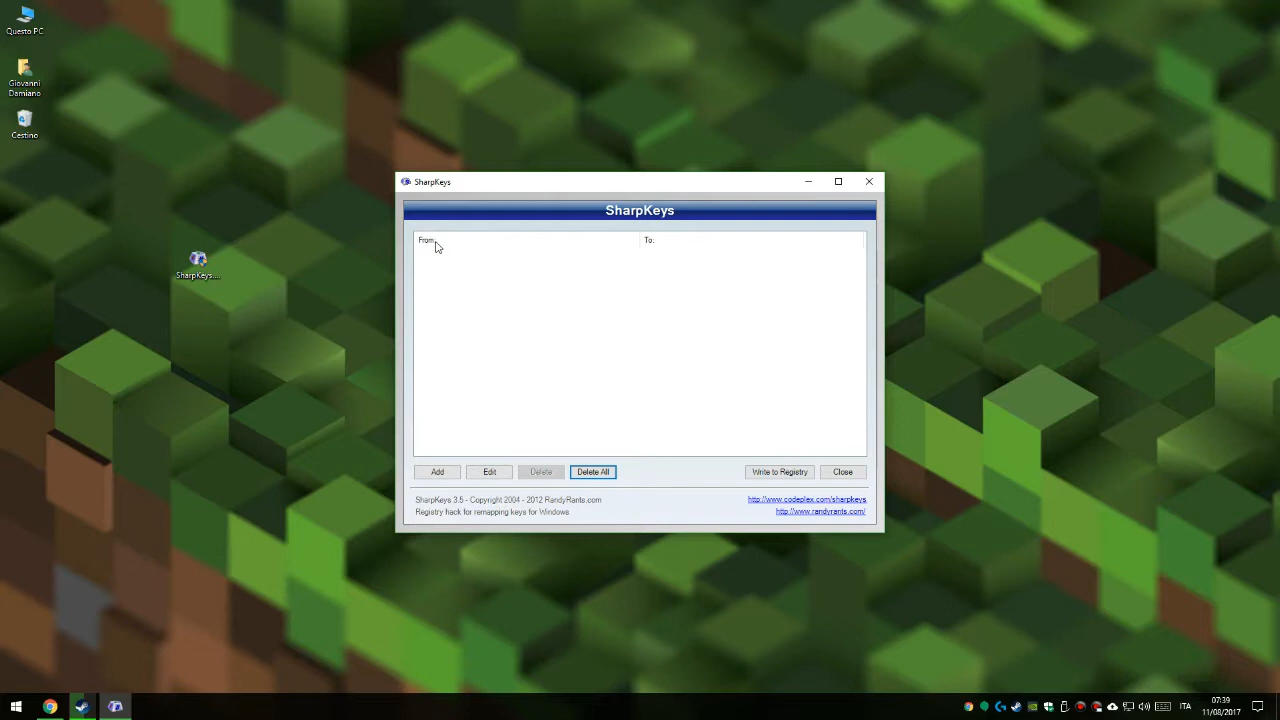 Questo PC
Giovanni
Damiano
Cestino
SharpKeys....
SharpKeys
SharpKeys
From:
To:
Add
Edit
Delete
Delete All
Write to Registry
Close
SharpKeys 3.5 - Copyright 2004 - 2012 RandyRants.com
http://www.codeplex.com/sharpkeys
Registry hack for remapping keys for Windows
http://www.randyrants.com/
ITA
07:39
11/08/2017